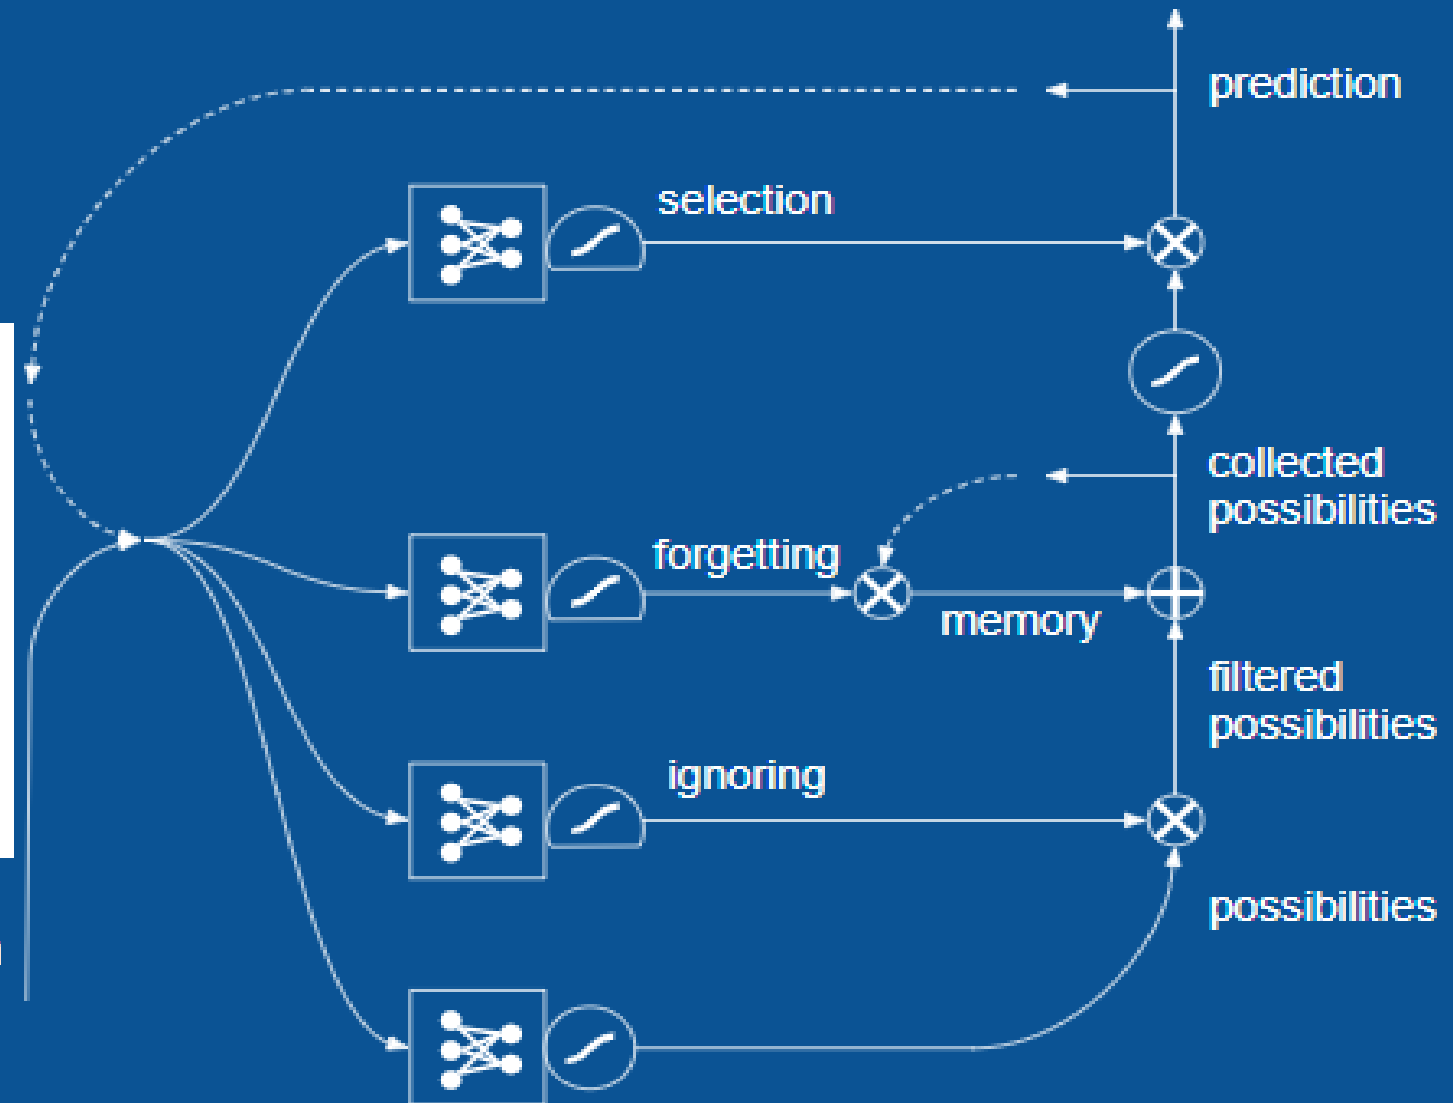 prediction
selection
collected
possibilities
forgetting
memory
filtered
possibilities
ignoring
possibilities